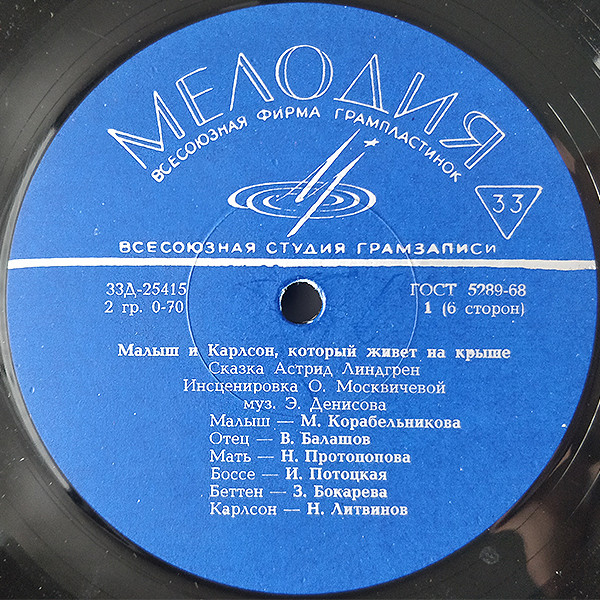 МЕЛОДИЯ
ВСЕСОЮЗНАЯ ФИРМА ГРАМПЛАСТИНОК
33
ВСЕСОЮЗНАЯ СТУДИЯ ГРАМЗАПИСИ
33Д-25415 ГОСТ 5289-68
2 гр. 0-70 1 (6 сторон)
Малыш и Карлсон, который живет на крыше
Сказка Астрид Линдгрен
Инсценировка О. Москвичевой
муз. Э. Денисова
Малыш — М. Корабельникова
Отец — В. Балашов
Мать — Н. Протопопова
Боссе — И. Потоцкая
Беттен — З. Бокарева
Карлсон — Н. Литвинов